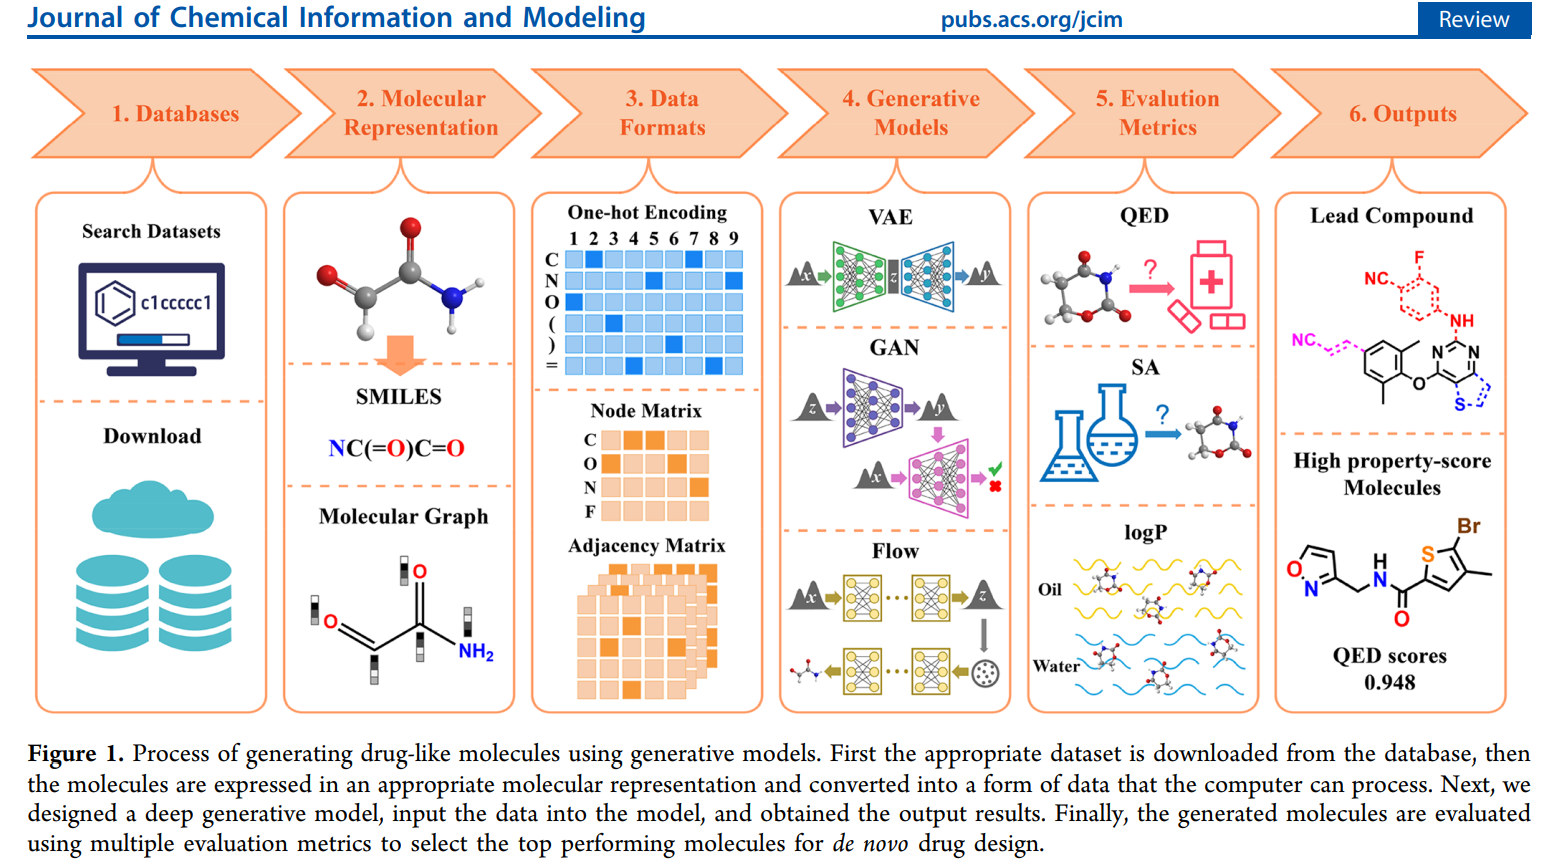 Journal of Chemical Information and Modeling
pubs.acs.org/jcim
Review
1. Databases
2. Molecular
Representation
3. Data
Formats
4. Generative
Models
5. Evalution
Metrics
6. Outputs
Search Datasets
c1ccccc1
Download
SMILES
NC(=O)C=O
Molecular Graph
O
O
NH2
One-hot Encoding
1 2 3 4 5 6 7 8 9
C
N
O
(
)
=
Node Matrix
C
O
N
F
Adjacency Matrix
VAE
x
z
y
GAN
z
y
x
Flow
x
z
QED
?
SA
?
logP
Oil
Water
Lead Compound
F
NC
NH
NC
N
N
O
S
High property-score
Molecules
Br
S
H
N
O
N
O
QED scores
0.948
Figure 1. Process of generating drug-like molecules using generative models. First the appropriate dataset is downloaded from the database, then
the molecules are expressed in an appropriate molecular representation and converted into a form of data that the computer can process. Next, we
designed a deep generative model, input the data into the model, and obtained the output results. Finally, the generated molecules are evaluated
using multiple evaluation metrics to select the top performing molecules for de novo drug design.